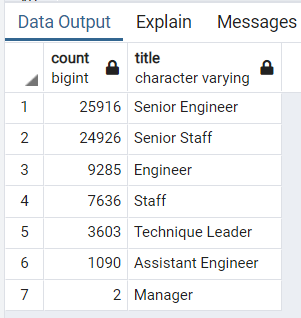 Data Output Explain Messages
count title
bigint character varying
1 25916 Senior Engineer
2 24926 Senior Staff
3 9285 Engineer
4 7636 Staff
5 3603 Technique Leader
6 1090 Assistant Engineer
7 2 Manager